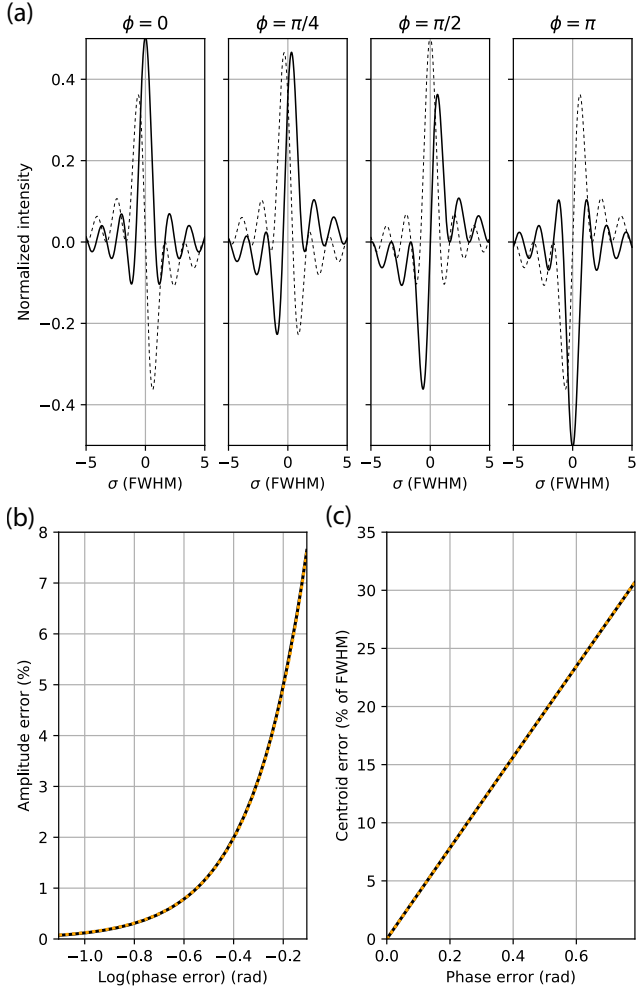 (a)
ϕ = 0
ϕ = π/4
ϕ = π/2
ϕ = π
Normalized intensity
0.4
0.2
0.0
−0.2
−0.4
−5 0 5
−5 0 5
−5 0 5
−5 0 5
σ (FWHM)
σ (FWHM)
σ (FWHM)
σ (FWHM)
(b)
Amplitude error (%)
8
7
6
5
4
3
2
1
0
−1.0 −0.8 −0.6 −0.4 −0.2
Log(phase error) (rad)
(c)
Centroid error (% of FWHM)
35
30
25
20
15
10
5
0
0.0 0.2 0.4 0.6
Phase error (rad)